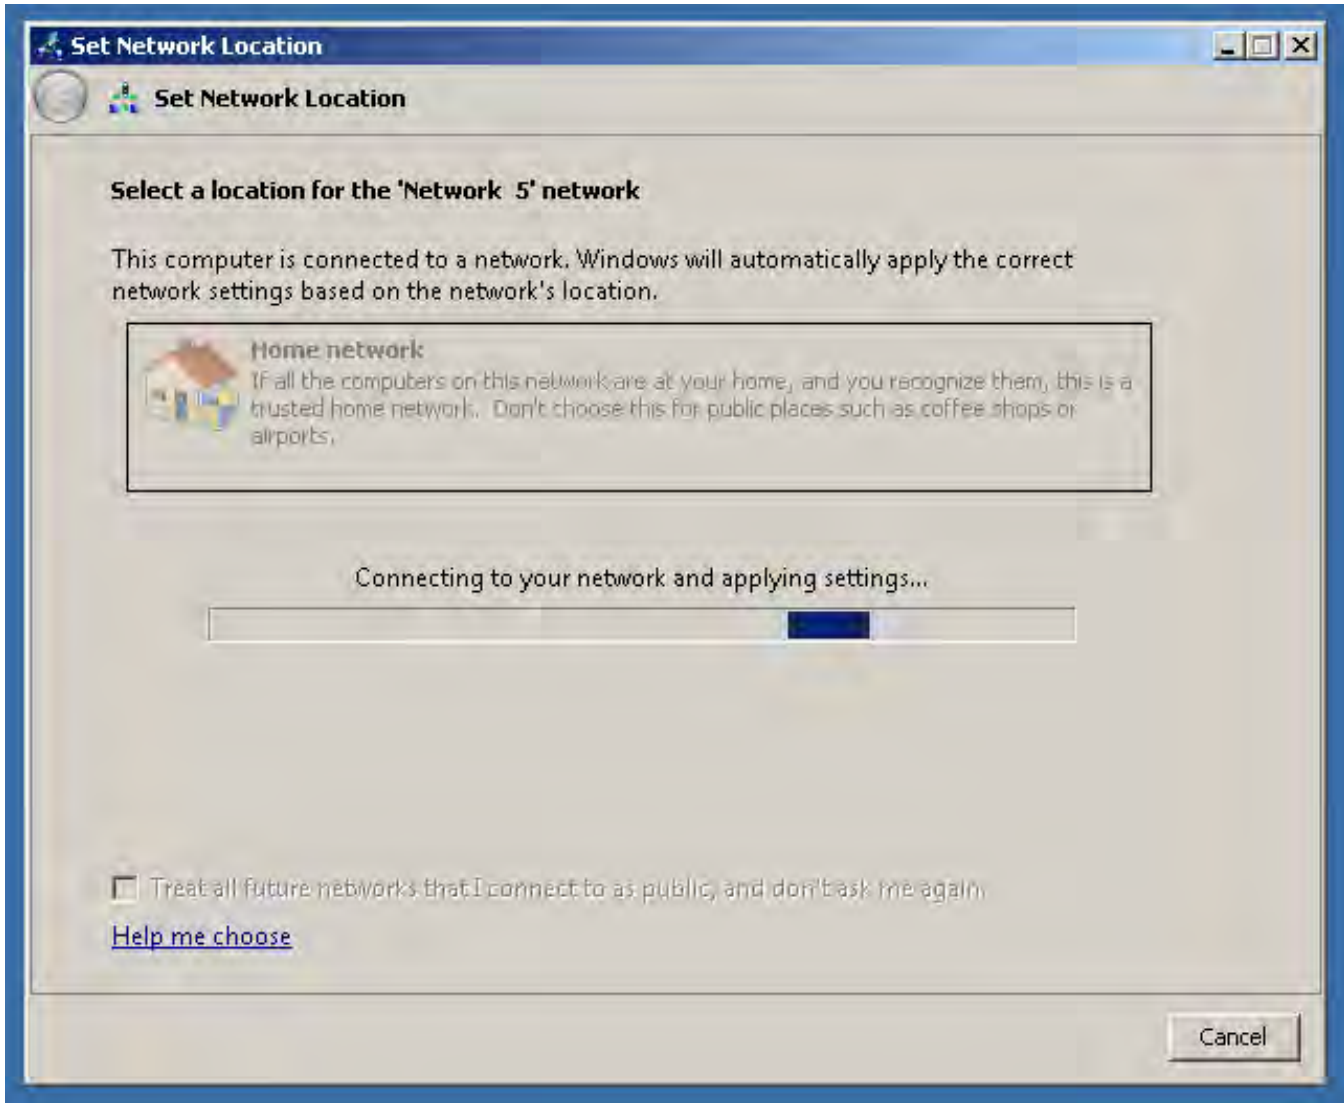 Set Network Location
Set Network Location
Select a location for the 'Network  5' network
This computer is connected to a network. Windows will automatically apply the correct
network settings based on the network's location.
Home network
If all the computers on this network are at your home, and you recognize them, this is a
trusted home network.  Don't choose this for public places such as coffee shops or
airports.
Connecting to your network and applying settings...
Treat all future networks that I connect to as public, and don't ask me again.
Help me choose
Cancel